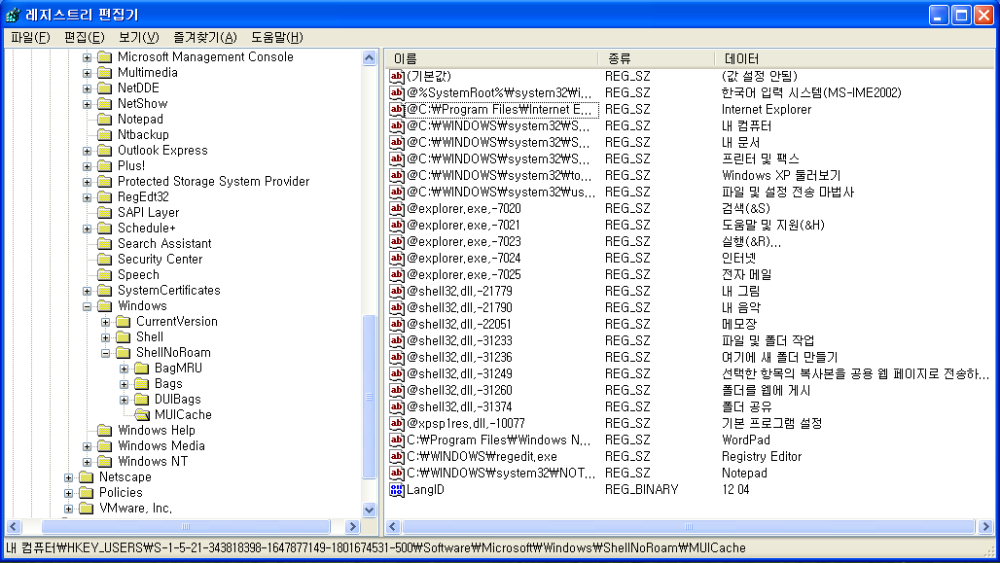 레지스트리 편집기
파일(F) 편집(E) 보기(V) 즐겨찾기(A) 도움말(H)
Microsoft Management Console
Multimedia
NetDDE
NetShow
Notepad
Ntbackup
Outlook Express
Plus!
Protected Storage System Provider
RegEdt32
SAPI Layer
Schedule+
Search Assistant
Security Center
Speech
SystemCertificates
Windows
CurrentVersion
Shell
ShellNoRoam
BagMRU
Bags
DUIBags
MUICache
Windows Help
Windows Media
Windows NT
Netscape
Policies
VMware, Inc.
이름 종류 데이터
(기본값) REG_SZ (값 설정 안됨)
@%SystemRoot%₩system32₩i... REG_SZ 한국어 입력 시스템(MS-IME2002)
@C:₩Program Files₩Internet E... REG_SZ Internet Explorer
@C:₩WINDOWS₩system32₩S... REG_SZ 내 컴퓨터
@C:₩WINDOWS₩system32₩S... REG_SZ 내 문서
@C:₩WINDOWS₩system32₩S... REG_SZ 프린터 및 팩스
@C:₩WINDOWS₩system32₩to... REG_SZ Windows XP 둘러보기
@C:₩WINDOWS₩system32₩us... REG_SZ 파일 및 설정 전송 마법사
@explorer.exe,-7020 REG_SZ 검색(&S)
@explorer.exe,-7021 REG_SZ 도움말 및 지원(&H)
@explorer.exe,-7023 REG_SZ 실행(&R)...
@explorer.exe,-7024 REG_SZ 인터넷
@explorer.exe,-7025 REG_SZ 전자 메일
@shell32.dll,-21779 REG_SZ 내 그림
@shell32.dll,-21790 REG_SZ 내 음악
@shell32.dll,-22051 REG_SZ 메모장
@shell32.dll,-31233 REG_SZ 파일 및 폴더 작업
@shell32.dll,-31236 REG_SZ 여기에 새 폴더 만들기
@shell32.dll,-31249 REG_SZ 선택한 항목의 복사본을 공용 웹 페이지로 전송하...
@shell32.dll,-31260 REG_SZ 폴더를 웹에 게시
@shell32.dll,-31374 REG_SZ 폴더 공유
@xpsp1res.dll,-10077 REG_SZ 기본 프로그램 설정
C:₩Program Files₩Windows N... REG_SZ WordPad
C:₩WINDOWS₩regedit.exe REG_SZ Registry Editor
C:₩WINDOWS₩system32₩NOT... REG_SZ Notepad
LangID REG_BINARY 12 04
내 컴퓨터₩HKEY_USERS₩S-1-5-21-343818398-1647877149-1801674531-500₩Software₩Microsoft₩Windows₩ShellNoRoam₩MUICache